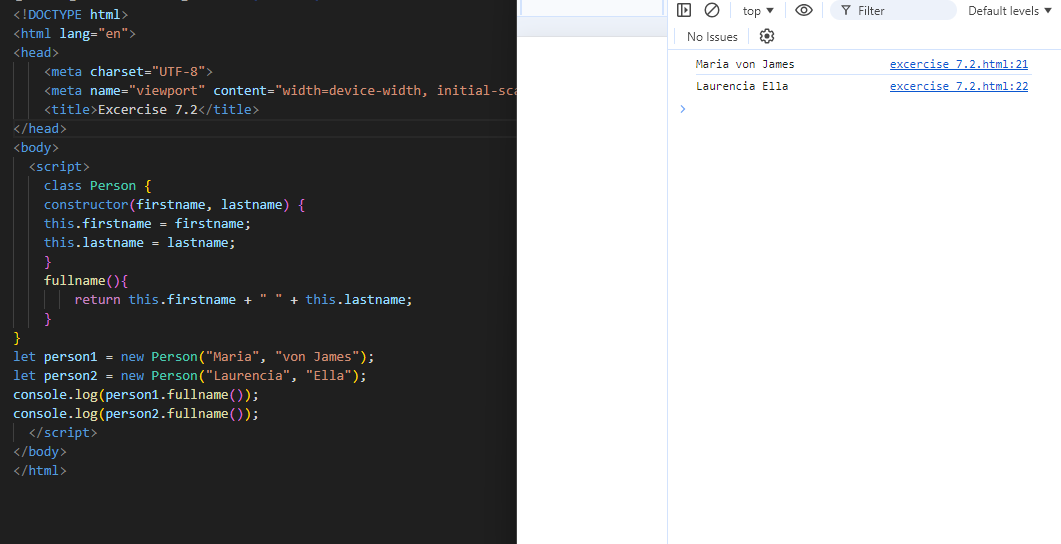 <!DOCTYPE html>
<html lang="en">
<head>
    <meta charset="UTF-8">
    <meta name="viewport" content="width=device-width, initial-sca
    <title>Excercise 7.2</title>
</head>
<body>
  <script>
    class Person {
    constructor(firstname, lastname) {
    this.firstname = firstname;
    this.lastname = lastname;
    }
    fullname(){
        return this.firstname + " " + this.lastname;
    }
}
let person1 = new Person("Maria", "von James");
let person2 = new Person("Laurencia", "Ella");
console.log(person1.fullname());
console.log(person2.fullname());
  </script>
</body>
</html>
top ▼ Filter Default levels ▼
No Issues
Maria von James excercise 7.2.html:21
Laurencia Ella excercise 7.2.html:22
>